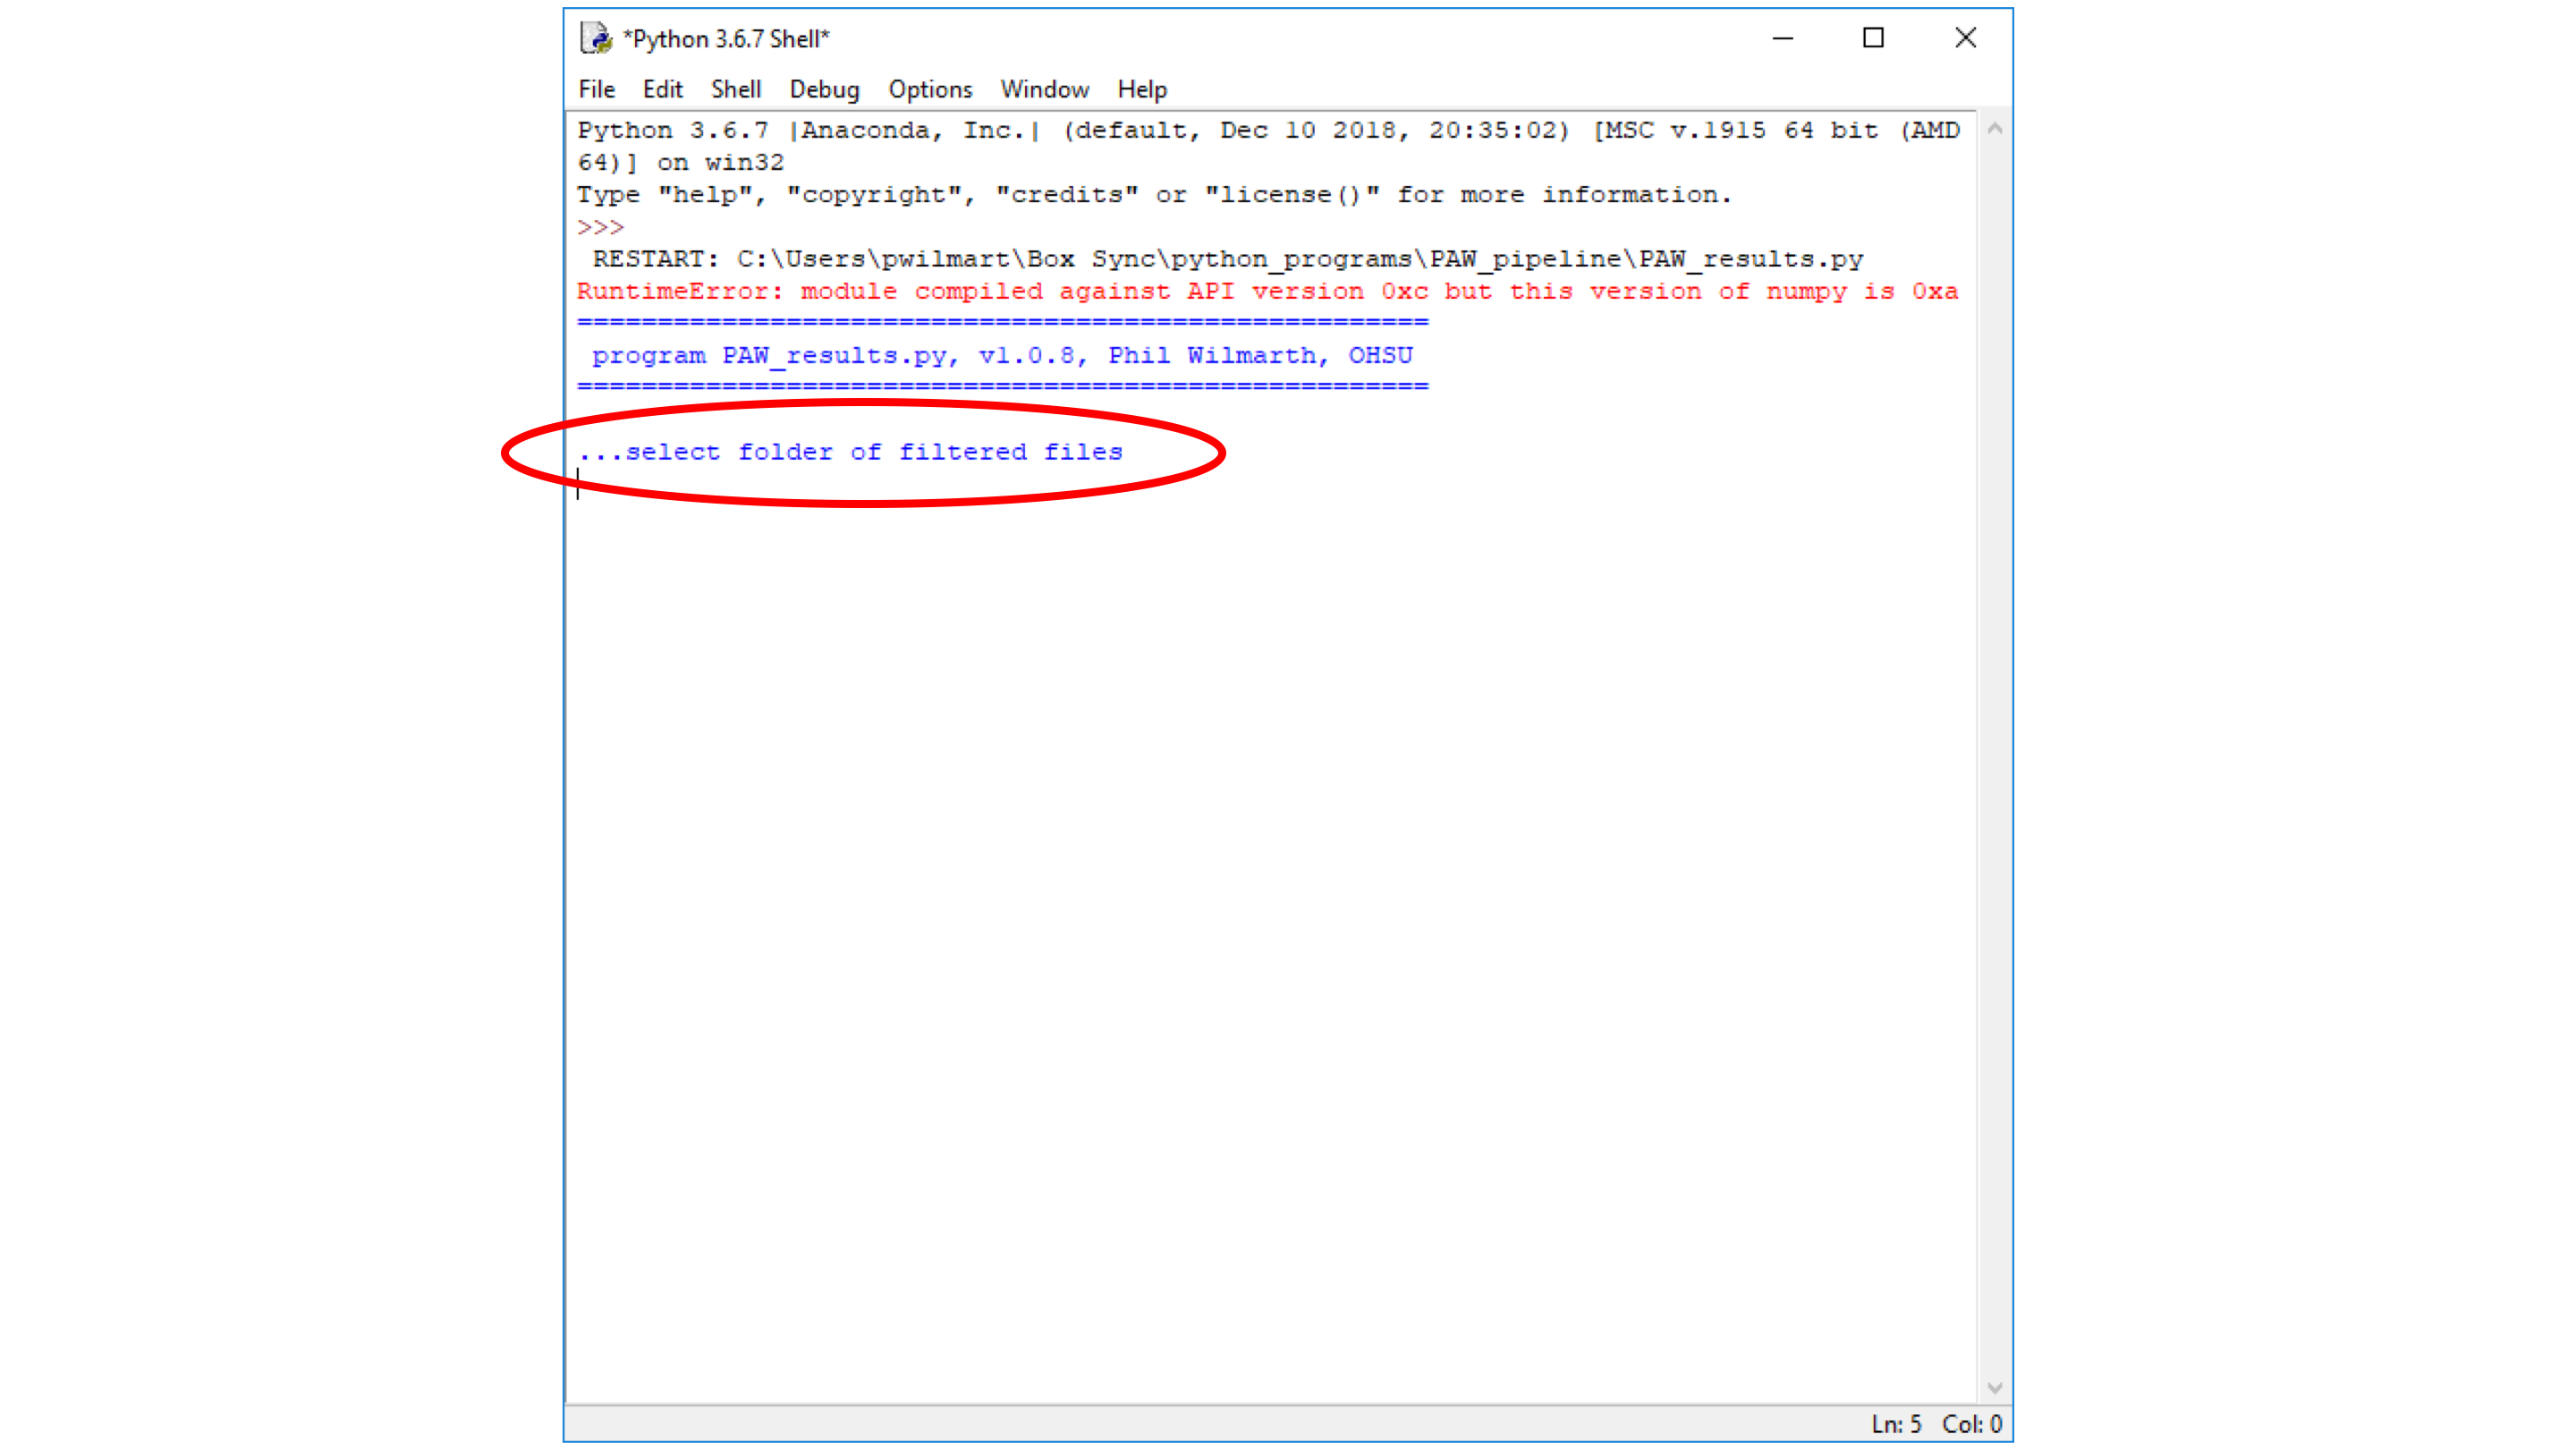 *Python 3.6.7 Shell*
File Edit Shell Debug Options Window Help
Python 3.6.7 |Anaconda, Inc.| (default, Dec 10 2018, 20:35:02) [MSC v.1915 64 bit (AMD
64)] on win32
Type "help", "copyright", "credits" or "license()" for more information.
>>>
 RESTART: C:\Users\pwilmart\Box Sync\python_programs\PAW_pipeline\PAW_results.py
RuntimeError: module compiled against API version 0xc but this version of numpy is 0xa
=====================================================
 program PAW_results.py, v1.0.8, Phil Wilmarth, OHSU
=====================================================
...select folder of filtered files
Ln: 5 Col: 0